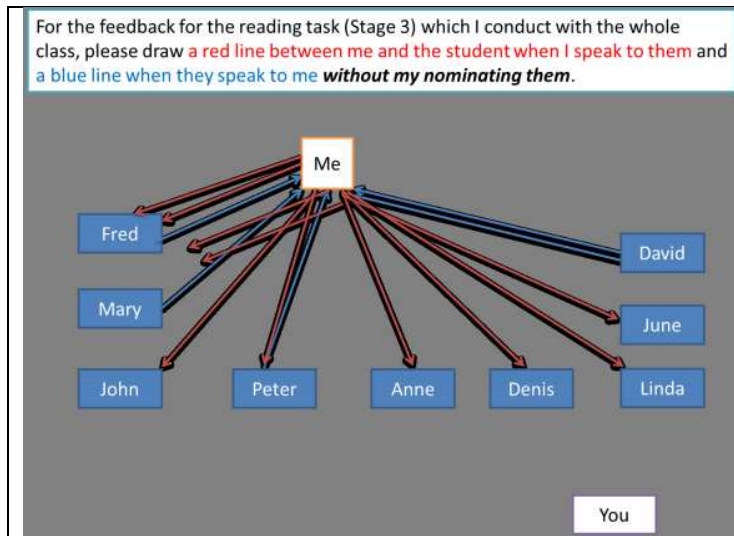 For the feedback for the reading task (Stage 3) which I conduct with the whole
class, please draw a red line between me and the student when I speak to them and
a blue line when they speak to me without my nominating them.
Me
Fred
David
Mary
June
John
Peter
Anne
Denis
Linda
You